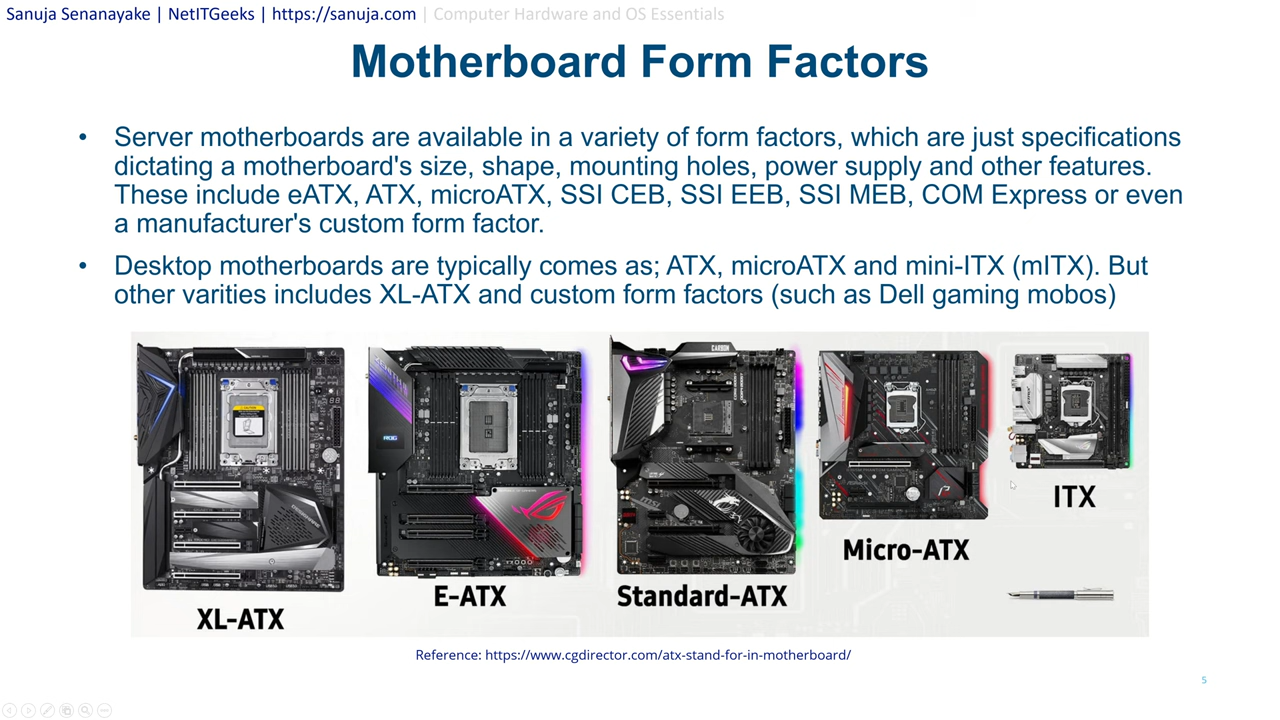 Sanuja Senanayake | NetITGeeks | https://sanuja.com | Computer Hardware and OS Essentials
Motherboard Form Factors
• Server motherboards are available in a variety of form factors, which are just specifications
dictating a motherboard's size, shape, mounting holes, power supply and other features.
These include eATX, ATX, microATX, SSI CEB, SSI EEB, SSI MEB, COM Express or even
a manufacturer's custom form factor.
• Desktop motherboards are typically comes as; ATX, microATX and mini-ITX (mITX). But
other varities includes XL-ATX and custom form factors (such as Dell gaming mobos)
CARBON
ROG
XL-ATX
E-ATX
Standard-ATX
Micro-ATX
ITX
Reference: https://www.cgdirector.com/atx-stand-for-in-motherboard/
5